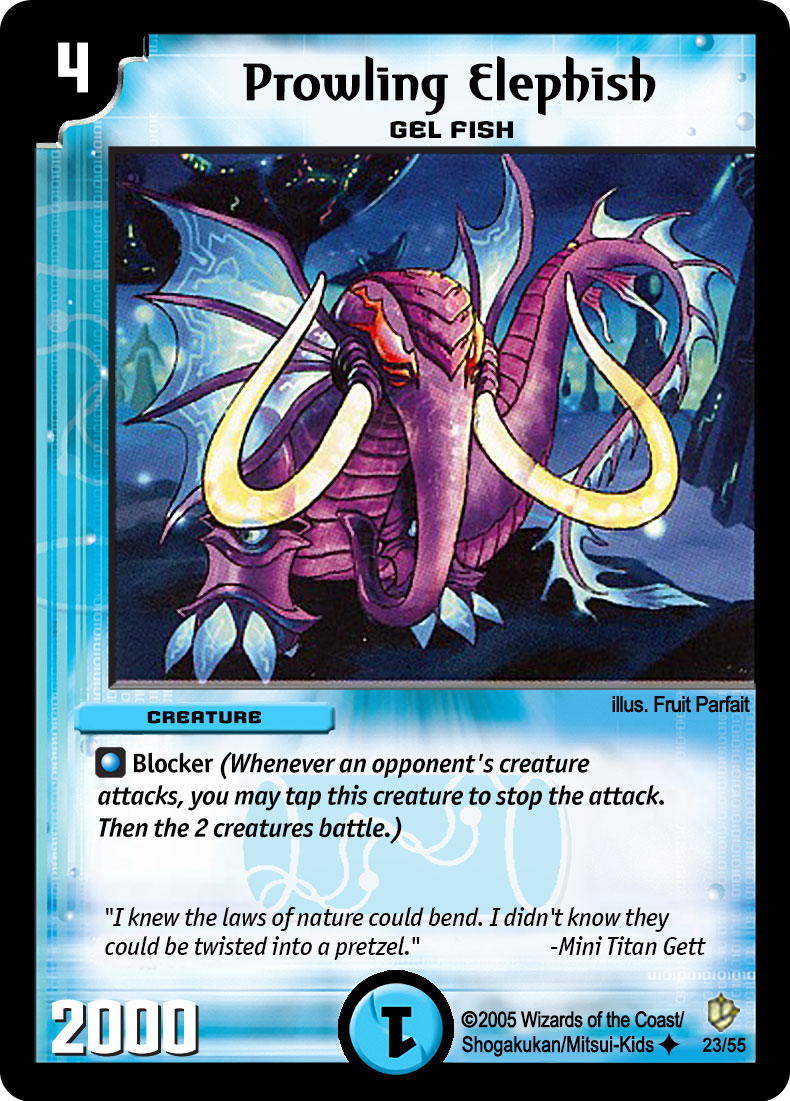 4
Prowling Elephish
GEL FISH
illus. Fruit Parfait
CREATURE
Blocker (Whenever an opponent's creature
attacks, you may tap this creature to stop the attack.
Then the 2 creatures battle.)
"I knew the laws of nature could bend. I didn't know they
could be twisted into a pretzel." -Mini Titan Gett
2000
1
©2005 Wizards of the Coast/
Shogakukan/Mitsui-Kids
23/55